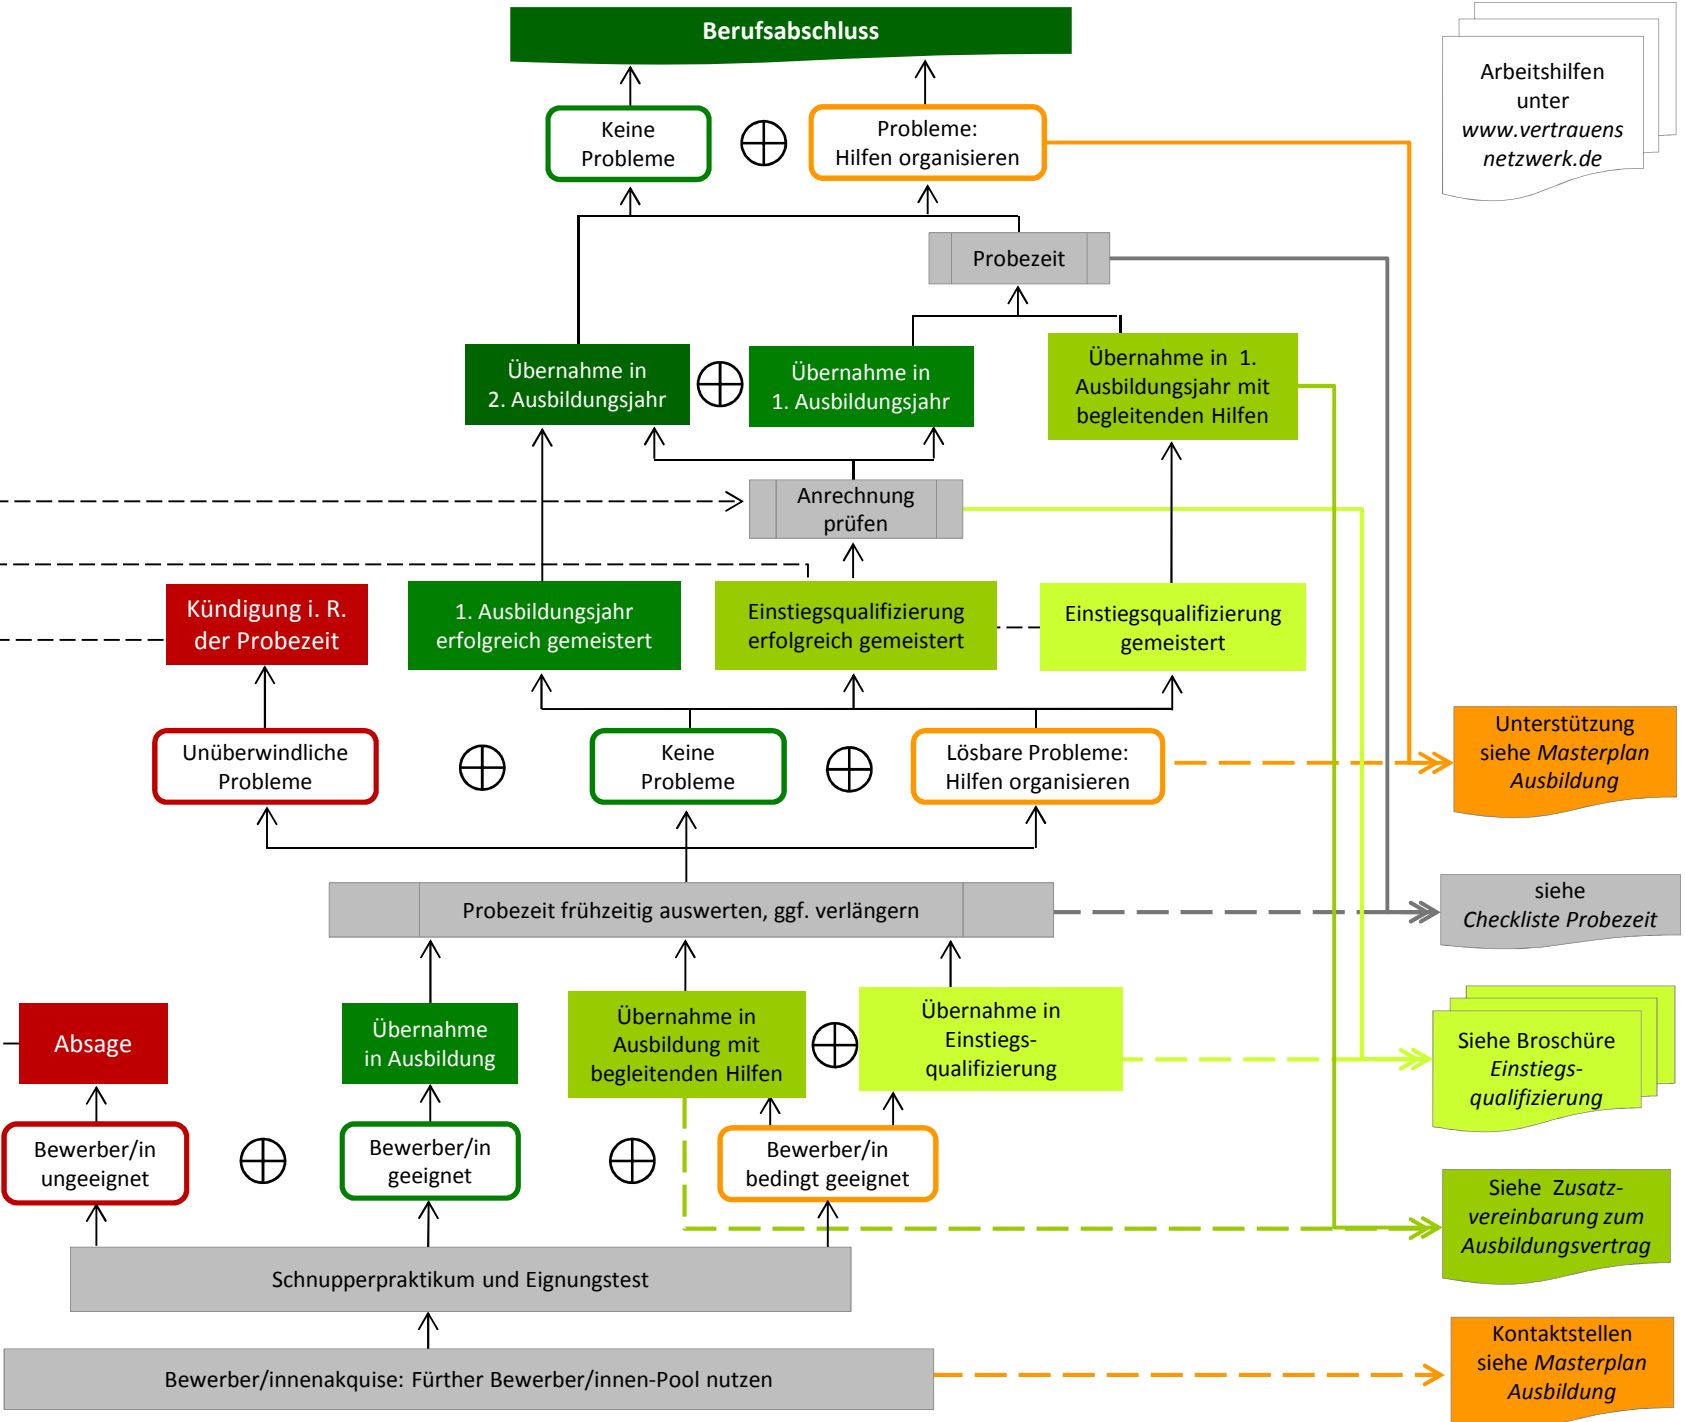 Berufsabschluss
Arbeitshilfen
unter
www.vertrauens
netzwerk.de
Keine
Probleme
Probleme:
Hilfen organisieren
Probezeit
Übernahme in
2. Ausbildungsjahr
Übernahme in
1. Ausbildungsjahr
Übernahme in 1.
Ausbildungsjahr mit
begleitenden Hilfen
Anrechnung
prüfen
Kündigung i. R.
der Probezeit
1. Ausbildungsjahr
erfolgreich gemeistert
Einstiegsqualifizierung
erfolgreich gemeistert
Einstiegsqualifizierung
gemeistert
Unüberwindliche
Probleme
Keine
Probleme
Lösbare Probleme:
Hilfen organisieren
Unterstützung
siehe Masterplan
Ausbildung
Probezeit frühzeitig auswerten, ggf. verlängern
siehe
Checkliste Probezeit
Absage
Übernahme
in Ausbildung
Übernahme in
Ausbildung mit
begleitenden Hilfen
Übernahme in
Einstiegs-
qualifizierung
Siehe Broschüre
Einstiegs-
qualifizierung
Bewerber/in
ungeeignet
Bewerber/in
geeignet
Bewerber/in
bedingt geeignet
Siehe Zusatz-
vereinbarung zum
Ausbildungsvertrag
Schnupperpraktikum und Eignungstest
Bewerber/innenakquise: Fürther Bewerber/innen-Pool nutzen
Kontaktstellen
siehe Masterplan
Ausbildung